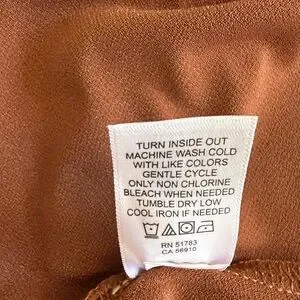 TURN INSIDE OUT
MACHINE WASH COLD
WITH LIKE COLORS
GENTLE CYCLE
ONLY NON CHLORINE
BLEACH WHEN NEEDED
TUMBLE DRY LOW
COOL IRON IF NEEDED
RN 51783
CA 56910